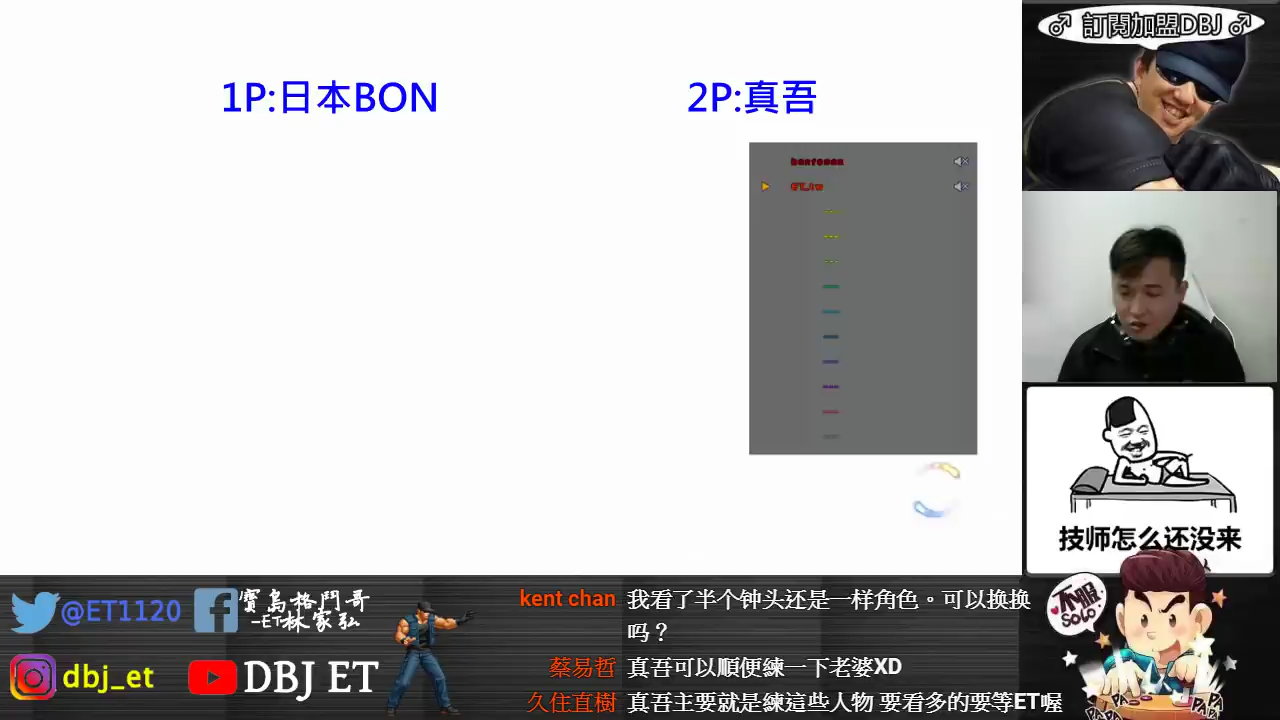 ♂ 訂閱加盟DBJ ♂
1P:日本BON
2P:真吾
ET.tw
技师怎么还没来
@ET1120
寶島格鬥哥
-ET林家弘
dbj_et
DBJ ET
kent chan 我看了半个钟头还是一样角色。可以换换
吗？
蔡易哲 真吾可以順便練一下老婆XD
久住直樹 真吾主要就是練這些人物 要看多的要等ET喔
不服
SOLO